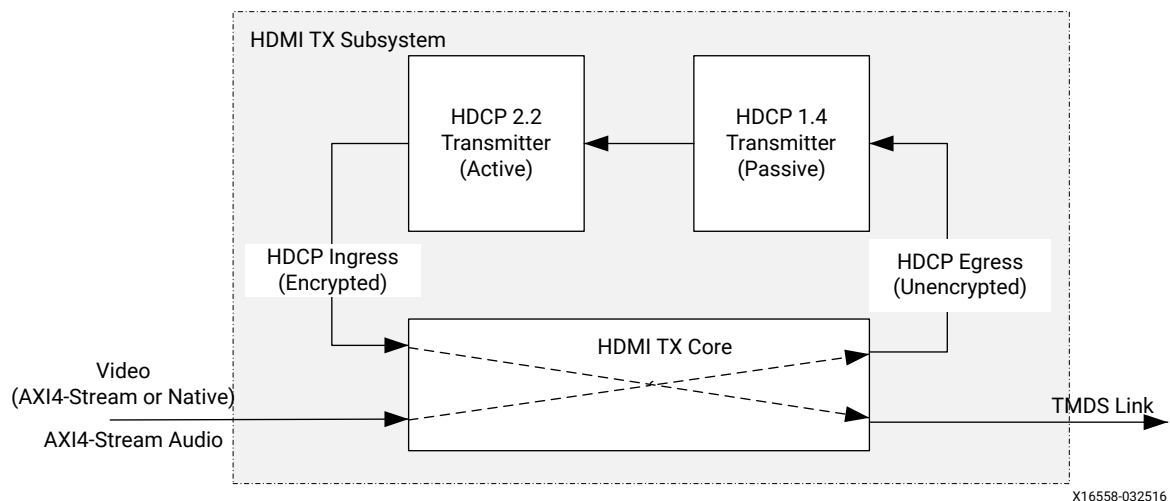 HDMI TX Subsystem
HDCP 2.2
Transmitter
(Active)
HDCP 1.4
Transmitter
(Passive)
HDCP Ingress
(Encrypted)
HDCP Egress
(Unencrypted)
HDMI TX Core
Video
(AXI4-Stream or Native)
AXI4-Stream Audio
TMDS Link
X16558-032516